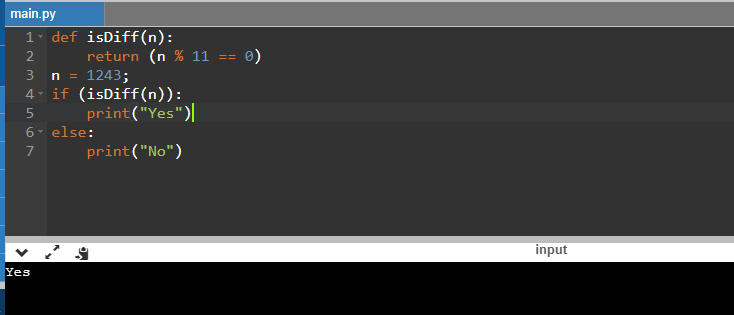 main.py
1 def isDiff(n):
2     return (n % 11 == 0)
3 n = 1243;
4 if (isDiff(n)):
5     print("Yes")
6 else:
7     print("No")
input
Yes